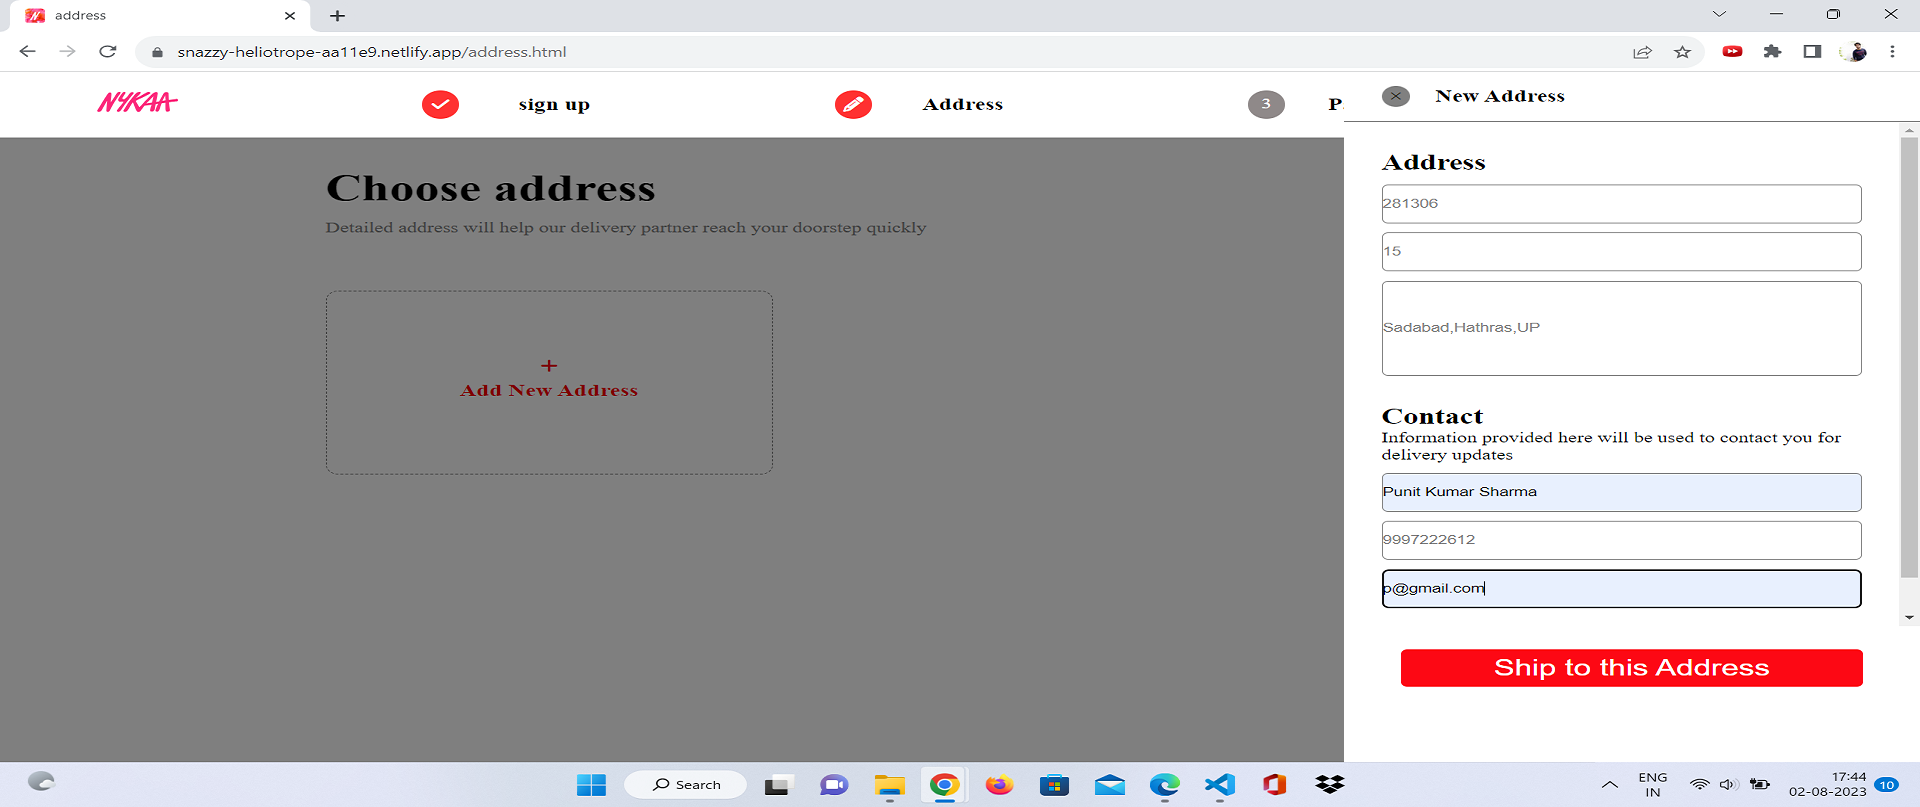 address
snazzy-heliotrope-aa11e9.netlify.app/address.html
NYKAA
sign up
Address
3
P
New Address
Choose address
Detailed address will help our delivery partner reach your doorstep quickly
+
Add New Address
Address
281306
15
Sadabad,Hathras,UP
Contact
Information provided here will be used to contact you for
delivery updates
Punit Kumar Sharma
9997222612
p@gmail.com
Ship to this Address
Search
ENG
IN
17:44
02-08-2023
10